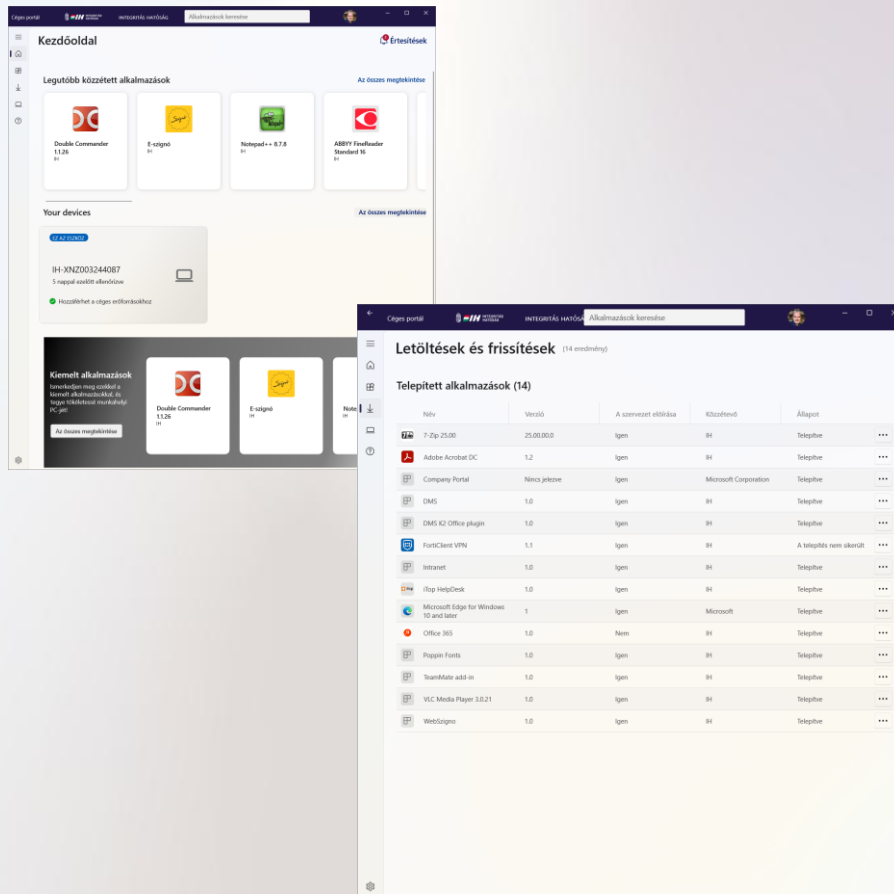 Céges portál
IH INTEGRITÁS HATÓSÁG
INTEGRITÁS HATÓSÁG
Alkalmazások keresése
Kezdőoldal
Értesítések
Legutóbb közzétett alkalmazások
Az összes megtekintése
Double Commander 1.1.26
IH
E-szignó
IH
Notepad++ 8.7.8
IH
ABBYY FineReader Standard 16
IH
Your devices
Az összes megtekintése
EZ AZ ESZKÖZ
IH-XNZ003244087
5 nappal ezelőtt ellenőrizve
Hozzáférhet a céges erőforrásokhoz
Kiemelt alkalmazások
Ismerkedjen meg ezekkel a
kiemelt alkalmazásokkal, és
tegye tökéletessé munkahelyi
PC-jét!
Az összes megtekintése
Double Commander
1.1.26
IH
E-szignó
IH
Note
IH
Céges portál
IH INTEGRITÁS HATÓSÁG
INTEGRITÁS HATÓSÁ
Alkalmazások keresése
Letöltések és frissítések (14 eredmény)
Telepített alkalmazások (14)
Név Verzió A szervezet előírása Közzétevő Állapot
7-Zip 25.00 25.00.00.0 Igen IH Telepítve
Adobe Acrobat DC 1.2 Igen IH Telepítve
Company Portal Nincs jelezve Igen Microsoft Corporation Telepítve
DMS 1.0 Igen IH Telepítve
DMS K2 Office plugin 1.0 Igen IH Telepítve
FortiClient VPN 1.1 Igen IH A telepítés nem sikerült
Intranet 1.0 Igen IH Telepítve
iTop HelpDesk 1.0 Igen IH Telepítve
Microsoft Edge for Windows
10 and later 1 Igen Microsoft Telepítve
Office 365 1.0 Nem IH Telepítve
Poppin Fonts 1.0 Igen IH Telepítve
TeamMate add-in 1.0 Igen IH Telepítve
VLC Media Player 3.0.21 1.0 Igen IH Telepítve
WebSzigno 1.0 Igen IH Telepítve